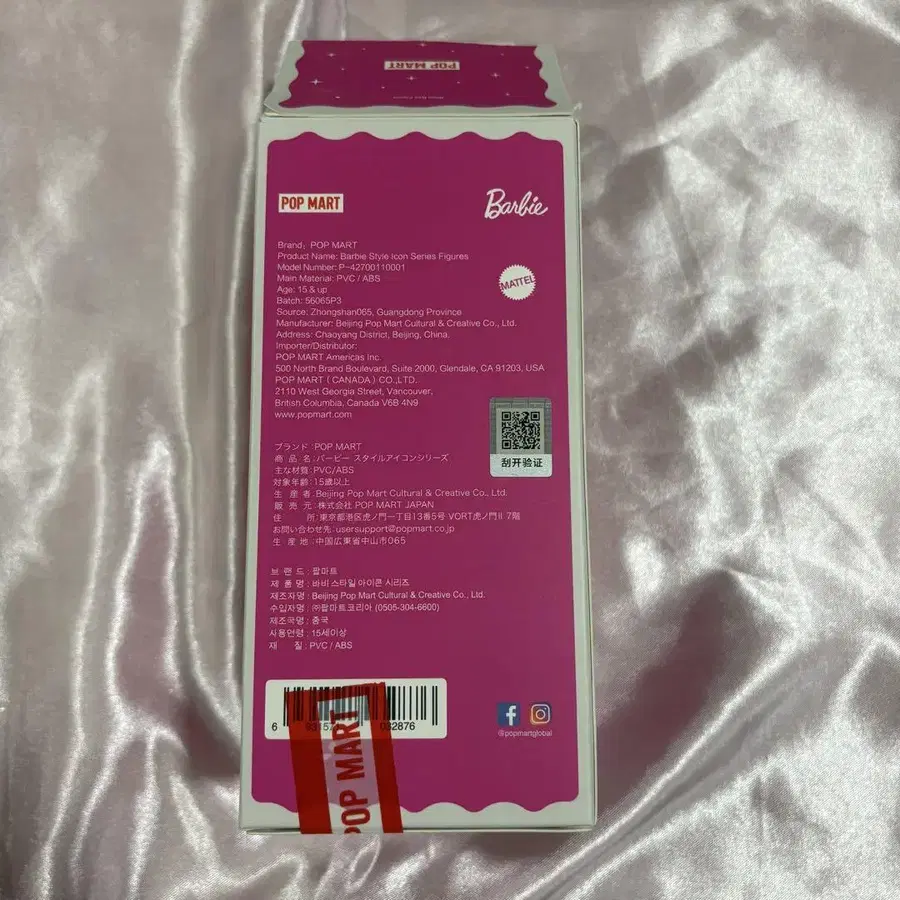 POP MART
POP MART
Barbie
Brand: POP MART
Product Name: Barbie Style Icon Series Figures
Model Number: P-42700110001
Main Material: PVC / ABS
Age: 15 & up
Batch: 56065P3
Source: Zhongshan065, Guangdong Province
Manufacturer: Beijing Pop Mart Cultural & Creative Co., Ltd.
Address: Chaoyang District, Beijing, China.
Importer/Distributor:
POP MART Americas Inc.
500 North Brand Boulevard, Suite 2000, Glendale, CA 91203, USA
POP MART ( CANADA ) CO.,LTD.
2110 West Georgia Street, Vancouver,
British Columbia, Canada V6B 4N9
www.popmart.com
MATTEL
刮开验证
ブランド:POP MART
商品名:バービー スタイルアイコンシリーズ
主な材質:PVC/ABS
対象年齢:15歳以上
生産者:Beijing Pop Mart Cultural & Creative Co., Ltd.
販売元:株式会社 POP MART JAPAN
住所:東京都港区虎ノ門一丁目13番5号 VORT虎ノ門II 7階
お問い合わせ先:usersupport@popmart.co.jp
生産地:中国広東省中山市065
브랜드:팝마트
제품명:바비 스타일 아이콘 시리즈
제조자명:Beijing Pop Mart Cultural & Creative Co., Ltd.
수입자명:㈜팝마트코리아 (0505-304-6600)
제조국명:중국
사용연령:15세이상
재질:PVC / ABS
6 93157 032876
POP MART
@popmartglobal